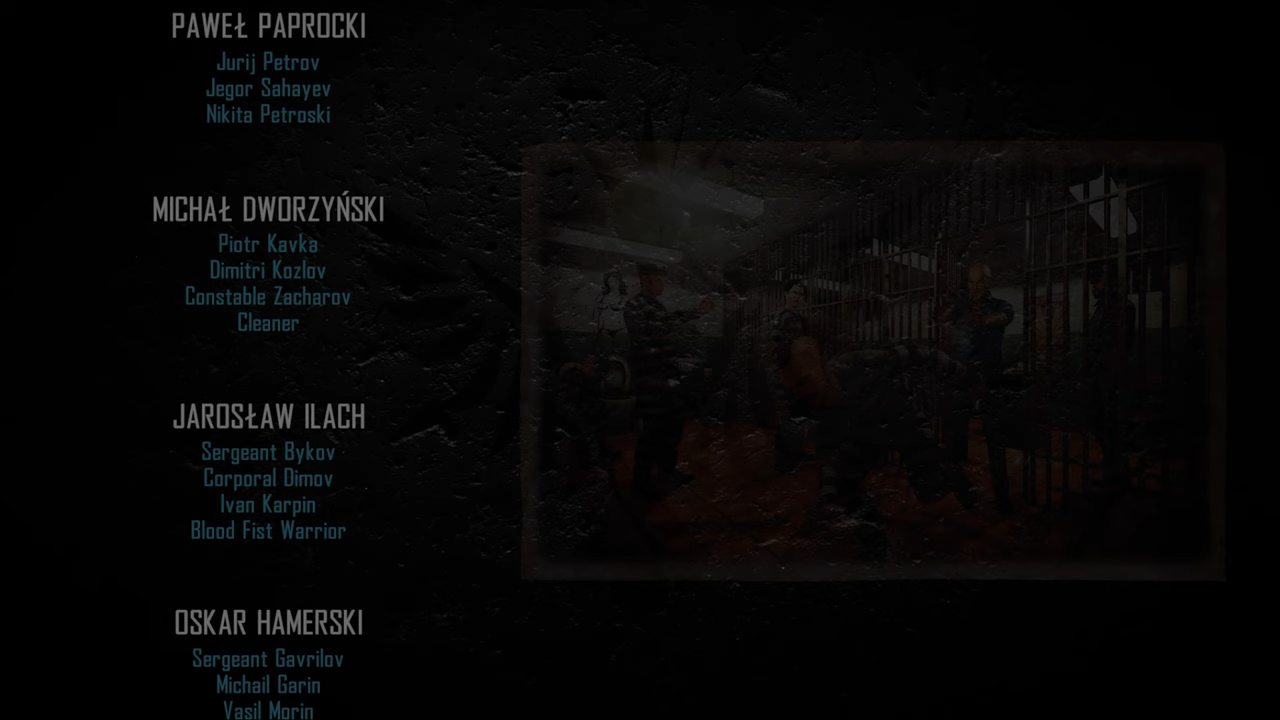 PAWEŁ PAPROCKI
Jurij Petrov
Jegor Sahayev
Nikita Petroski
MICHAŁ DWORZYŃSKI
Piotr Kavka
Dimitri Kozlov
Constable Zacharov
Cleaner
JAROSŁAW ILACH
Sergeant Bykov
Corporal Dimov
Ivan Karpin
Blood Fist Warrior
OSKAR HAMERSKI
Sergeant Gavrilov
Michail Garin
Vasil Morin